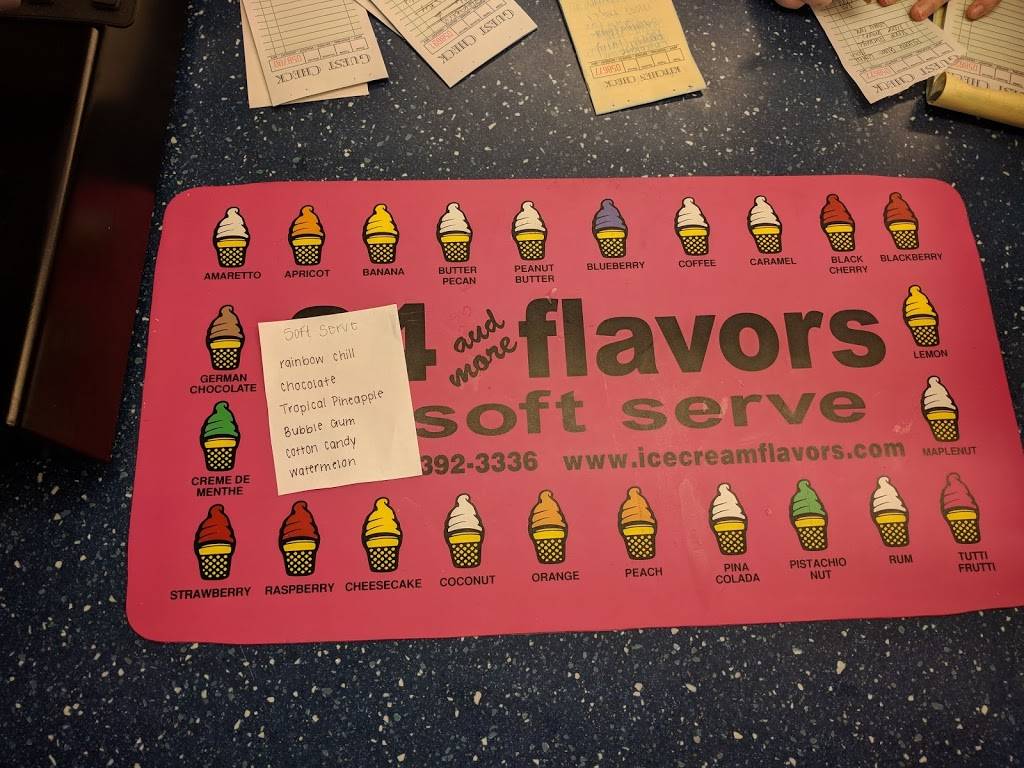 GUEST CHECK
GUEST CHECK
KITCHEN CHECK
GUEST CHECK
AMARETTO
APRICOT
BANANA
BUTTER
PECAN
PEANUT
BUTTER
BLUEBERRY
COFFEE
CARAMEL
BLACK
CHERRY
BLACKBERRY
GERMAN
CHOCOLATE
CREME DE
MENTHE
Soft Serve
rainbow chill
chocolate
Tropical Pineapple
Bubble Gum
cotton candy
watermelon
4 and more flavors
soft serve
392-3336 www.icecreamflavors.com
LEMON
MAPLENUT
STRAWBERRY
RASPBERRY
CHEESECAKE
COCONUT
ORANGE
PEACH
PINA
COLADA
PISTACHIO
NUT
RUM
TUTTI
FRUTTI